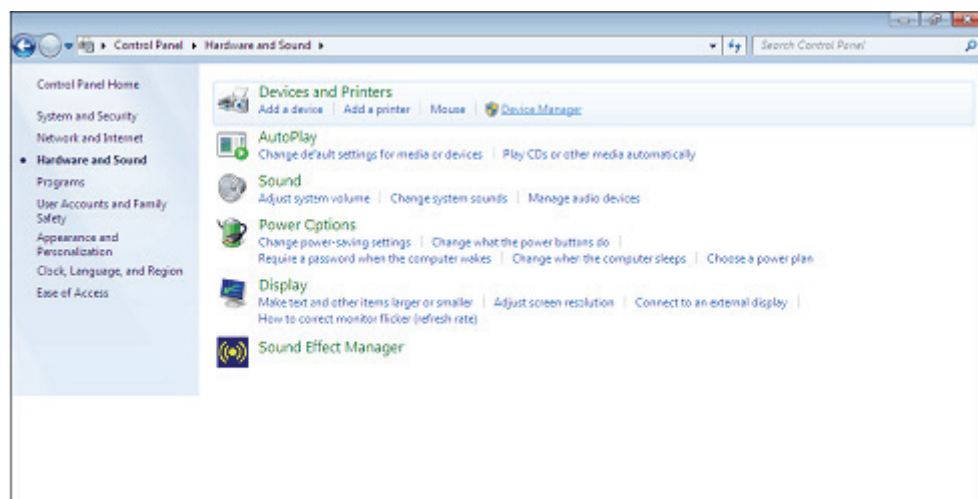 Control Panel Hardware and Sound
Search Control Panel
Control Panel Home
System and Security
Network and Internet
Hardware and Sound
Programs
User Accounts and Family
Safety
Appearance and
Personalization
Clock, Language, and Region
Ease of Access
Devices and Printers
Add a device Add a printer Mouse Device Manager
AutoPlay
Change default settings for media or devices Play CDs or other media automatically
Sound
Adjust system volume Change system sounds Manage audio devices
Power Options
Change power-saving settings Change what the power buttons do
Require a password when the computer wakes Change when the computer sleeps Choose a power plan
Display
Make text and other items larger or smaller Adjust screen resolution Connect to an external display
How to correct monitor flicker (refresh rate)
Sound Effect Manager